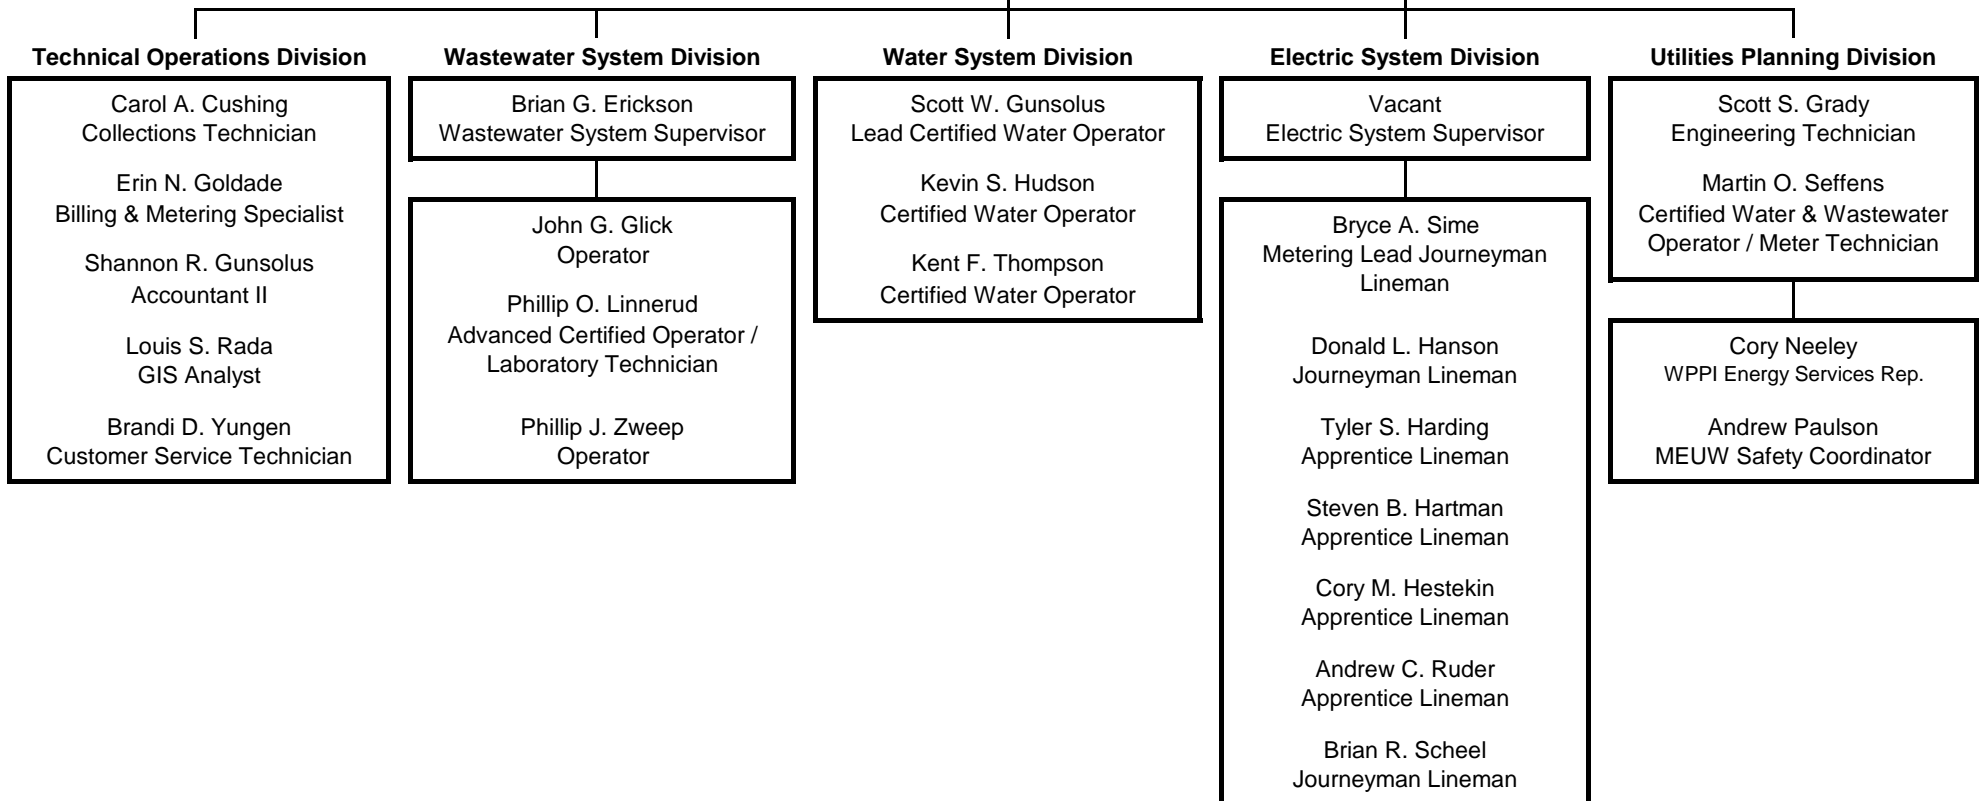 Technical Operations Division
Carol A. Cushing
Collections Technician
Erin N. Goldade
Billing & Metering Specialist
Shannon R. Gunsolus
Accountant II
Louis S. Rada
GIS Analyst
Brandi D. Yungen
Customer Service Technician
Wastewater System Division
Brian G. Erickson
Wastewater System Supervisor
John G. Glick
Operator
Phillip O. Linnerud
Advanced Certified Operator /
Laboratory Technician
Phillip J. Zweep
Operator
Water System Division
Scott W. Gunsolus
Lead Certified Water Operator
Kevin S. Hudson
Certified Water Operator
Kent F. Thompson
Certified Water Operator
Electric System Division
Vacant
Electric System Supervisor
Bryce A. Sime
Metering Lead Journeyman
Lineman
Donald L. Hanson
Journeyman Lineman
Tyler S. Harding
Apprentice Lineman
Steven B. Hartman
Apprentice Lineman
Cory M. Hestekin
Apprentice Lineman
Andrew C. Ruder
Apprentice Lineman
Brian R. Scheel
Journeyman Lineman
Utilities Planning Division
Scott S. Grady
Engineering Technician
Martin O. Seffens
Certified Water & Wastewater
Operator / Meter Technician
Cory Neeley
WPPI Energy Services Rep.
Andrew Paulson
MEUW Safety Coordinator